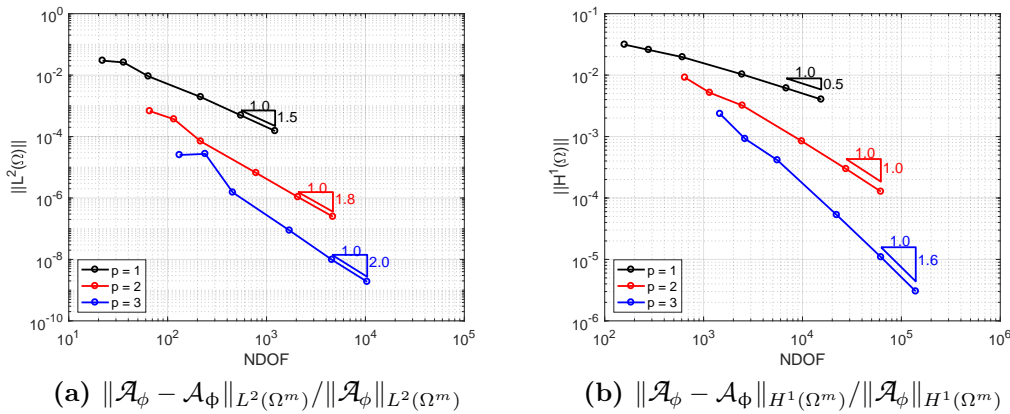 10^0
10^-2
10^-4
10^-6
10^-8
10^-10
||L^2(Ω)||
1.0
1.5
1.0
1.8
1.0
2.0
p = 1
p = 2
p = 3
10^1
10^2
10^3
10^4
10^5
NDOF
(a) ‖𝒜_ϕ − 𝒜_ф‖_{L^2(Ω^m)}/‖𝒜_ϕ‖_{L^2(Ω^m)}
10^-1
10^-2
10^-3
10^-4
10^-5
10^-6
||H^1(Ω)||
1.0
0.5
1.0
1.0
1.0
1.6
p = 1
p = 2
p = 3
10^2
10^3
10^4
10^5
10^6
NDOF
(b) ‖𝒜_ϕ − 𝒜_ф‖_{H^1(Ω^m)}/‖𝒜_ϕ‖_{H^1(Ω^m)}